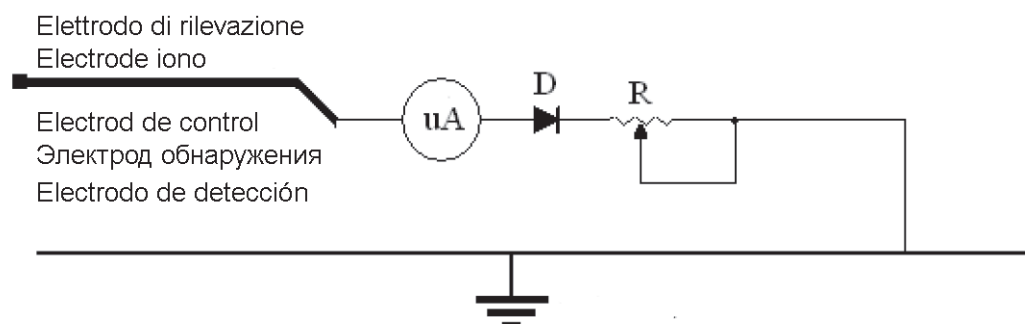 Elettrodo di rilevazione
Electrode iono
Electrod de control
Электрод обнаружения
Electrodo de detección
uA
D
R